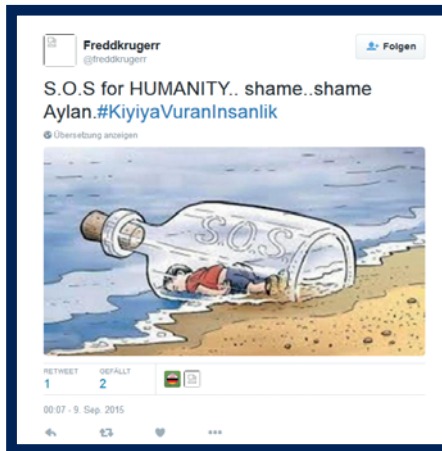 Freddkrugerr
@freddkrugerr
Folgen
S.O.S for HUMANITY.. shame..shame
Aylan.#KiyiyaVuranInsanlik
Übersetzung anzeigen
S.O.S.
RETWEET
GEFÄLLT
1
2
00:07 - 9. Sep. 2015